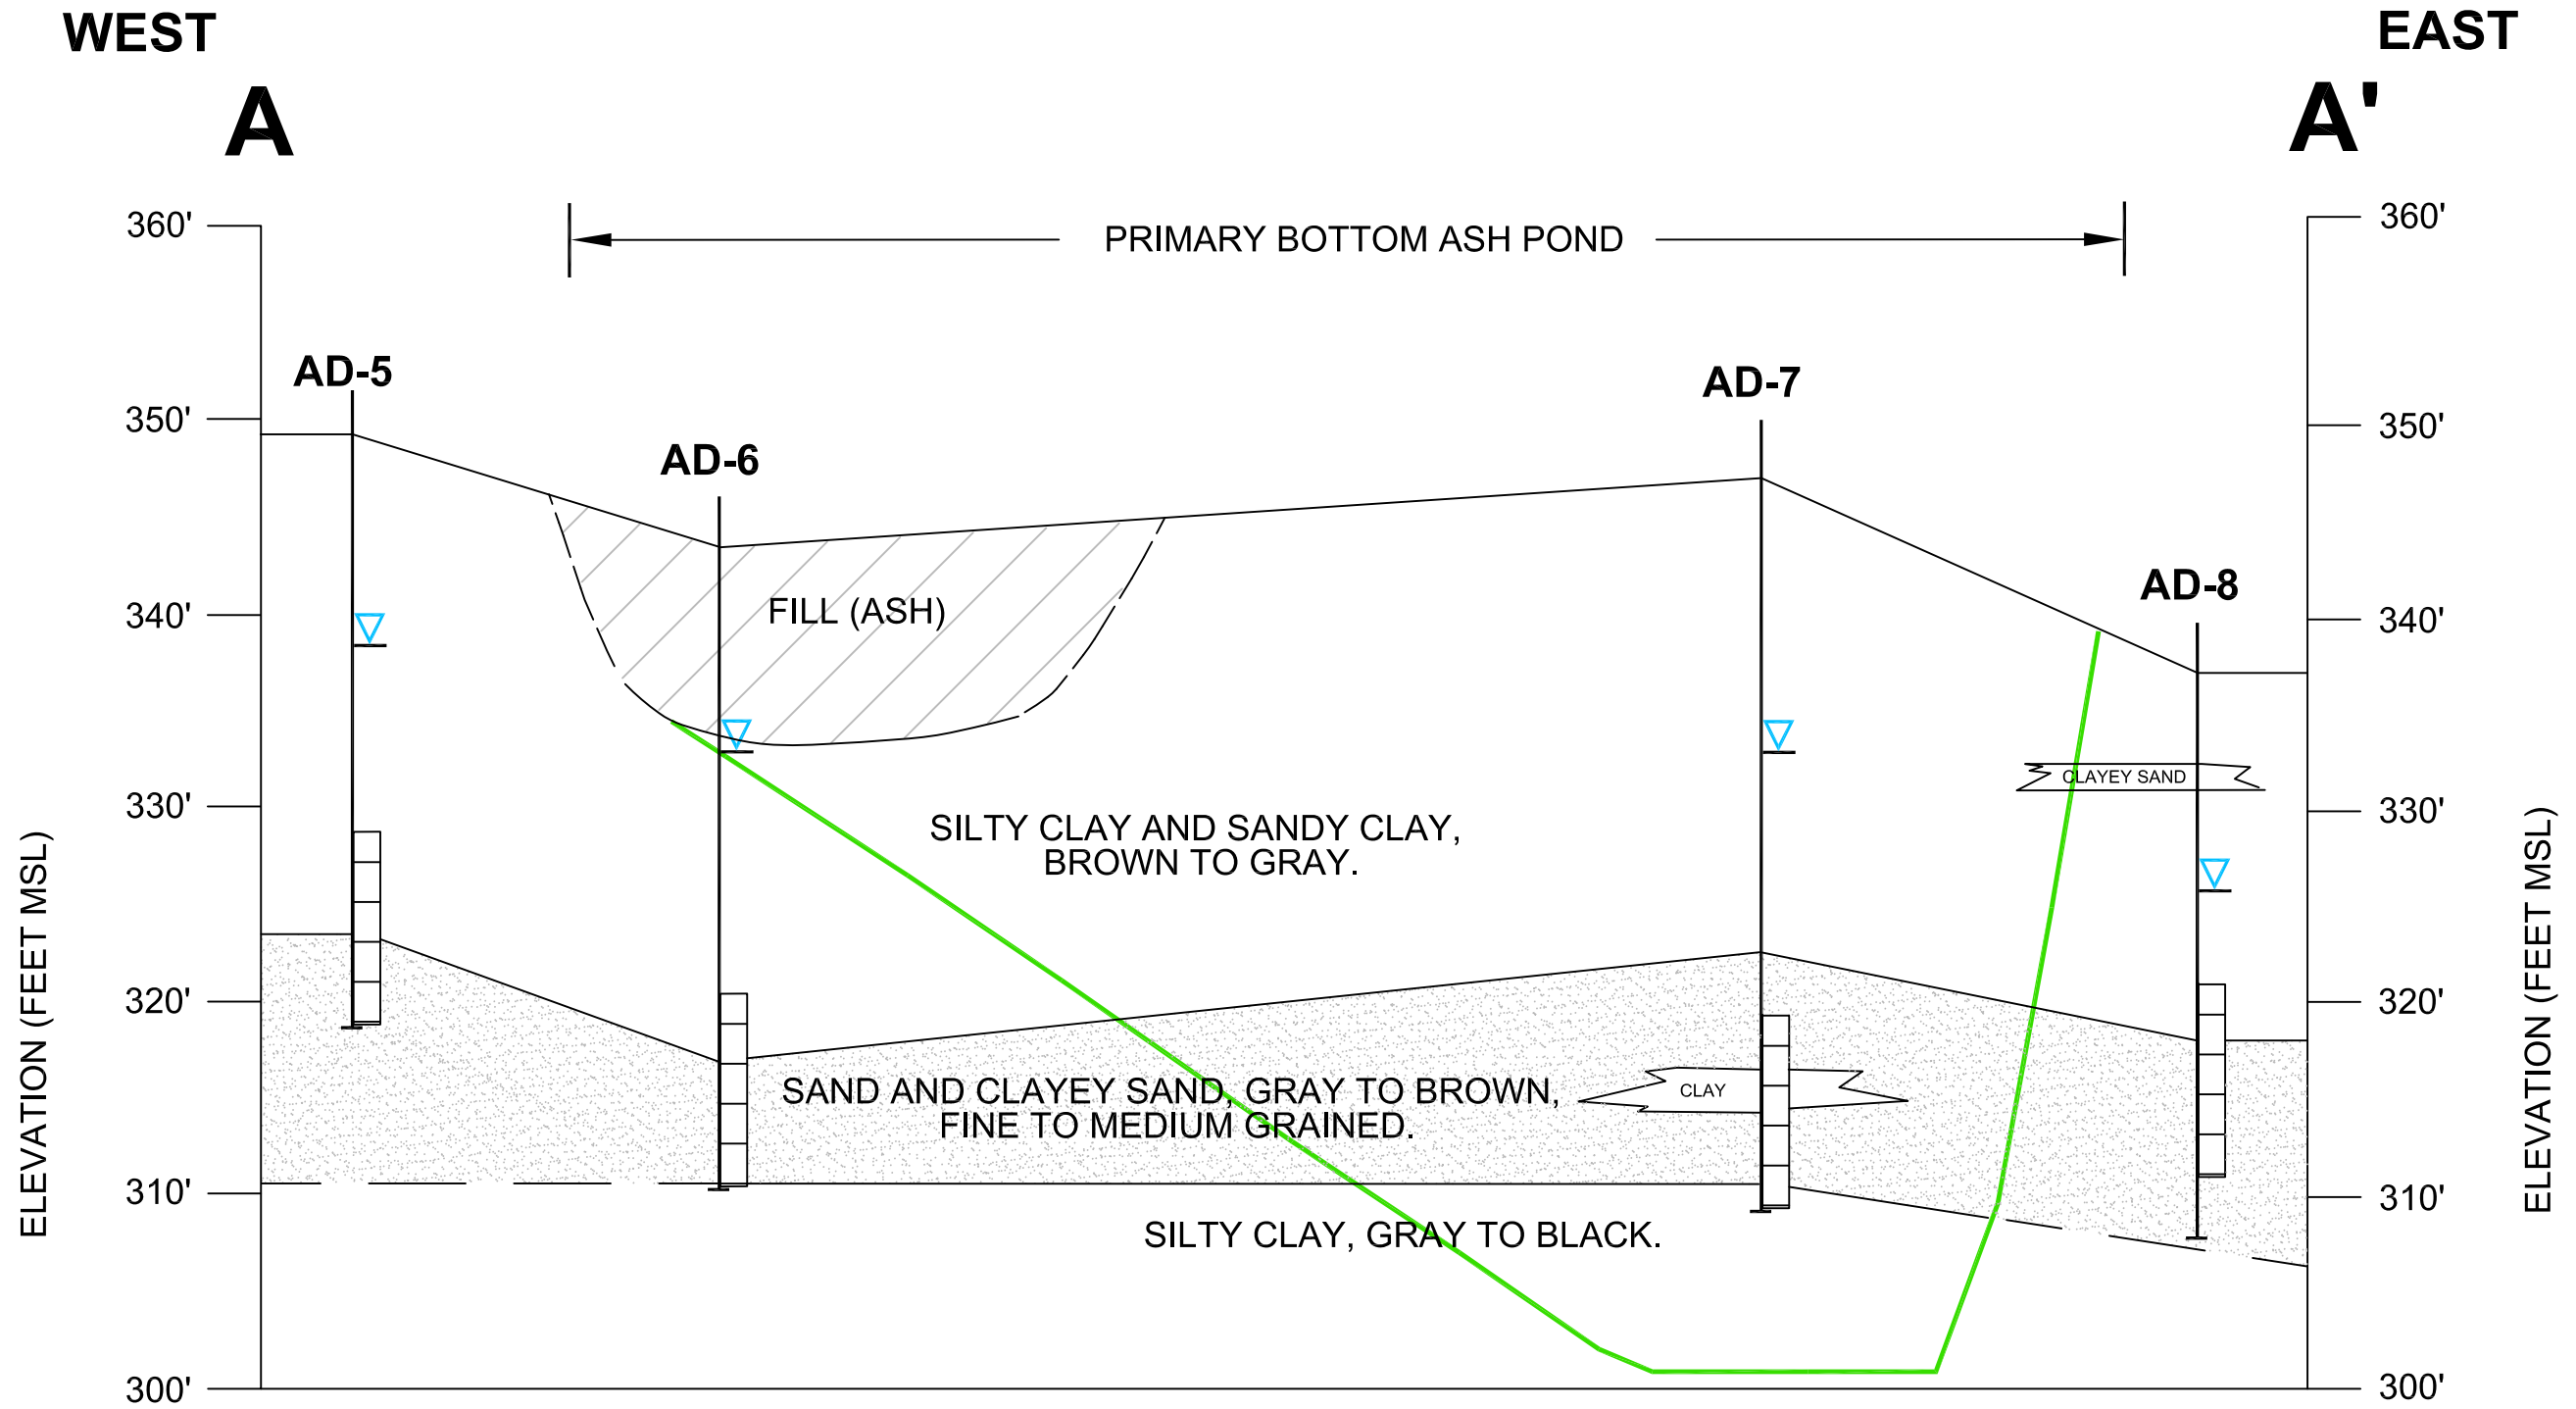 WEST
EAST
A
A'
360'
360'
PRIMARY BOTTOM ASH POND
AD-5
AD-7
350'
350'
AD-6
AD-8
340'
340'
FILL (ASH)
CLAYEY SAND
330'
330'
SILTY CLAY AND SANDY CLAY,
BROWN TO GRAY.
ELEVATION (FEET MSL)
ELEVATION (FEET MSL)
320'
320'
SAND AND CLAYEY SAND, GRAY TO BROWN,
FINE TO MEDIUM GRAINED.
CLAY
310'
310'
SILTY CLAY, GRAY TO BLACK.
300'
300'